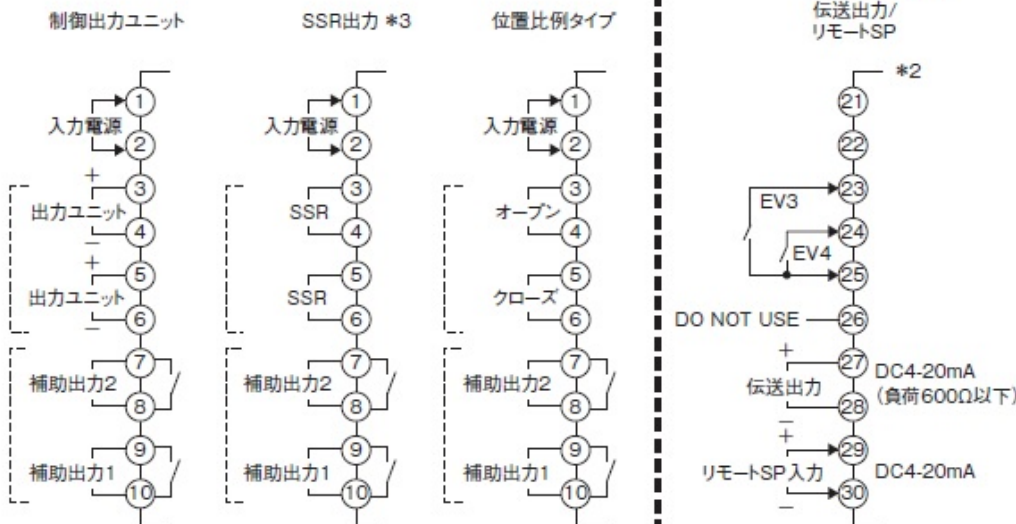 制御出力ユニット
入力電源
1
2
+
3
出力ユニット
4
−
+
5
出力ユニット
6
−
7
補助出力2
8
9
補助出力1
10
SSR出力 *3
入力電源
1
2
3
SSR
4
5
SSR
6
7
補助出力2
8
9
補助出力1
10
位置比例タイプ
入力電源
1
2
3
オープン
4
5
クローズ
6
7
補助出力2
8
9
補助出力1
10
伝送出力/
リモートSP
*2
21
22
23
EV3
24
EV4
25
DO NOT USE
26
+
27
DC4-20mA
伝送出力
(負荷600Ω以下)
28
−
+
29
リモートSP入力
DC4-20mA
30
−